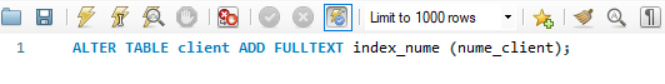 Limit to 1000 rows
1 ALTER TABLE client ADD FULLTEXT index_nume (nume_client);